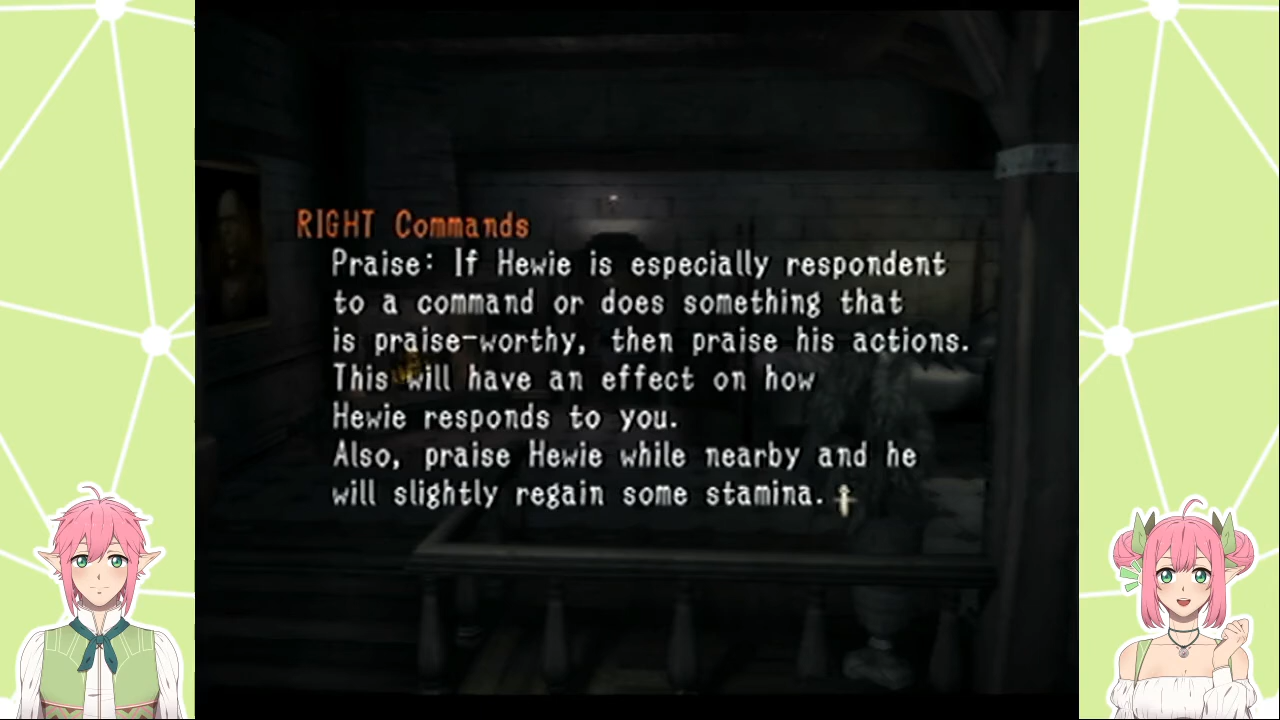 RIGHT Commands
Praise: If Hewie is especially respondent
to a command or does something that
is praise-worthy, then praise his actions.
This will have an effect on how
Hewie responds to you.
Also, praise Hewie while nearby and he
will slightly regain some stamina.